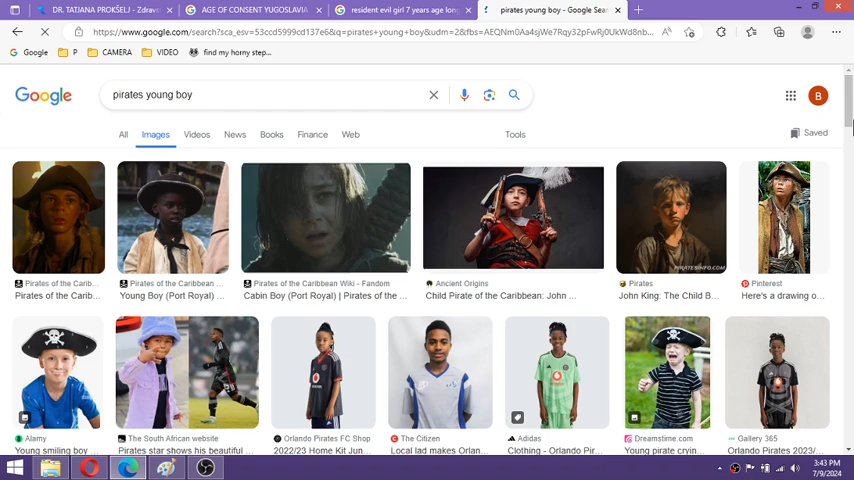 DR. TATJANA PROKŠELJ - Zdravs
AGE OF CONSENT YUGOSLAVIA
resident evil girl 7 years age long
pirates young boy - Google Sear
https://www.google.com/search?sca_esv=53ccd5999cd137e6&q=pirates+young+boy&udm=2&fbs=AEQNm0Aa4sjWe7Rqy32pFwRj0UkWd8nb...
Google P CAMERA VIDEO find my horny step...
Google
pirates young boy
B
All Images Videos News Books Finance Web Tools
Saved
PIRATESINFO.COM
Pirates of the Carib... Pirates of the Caribbean ... Pirates of the Caribbean Wiki - Fandom Ancient Origins Pirates Pinterest
Pirates of the Carib... Young Boy (Port Royal) ... Cabin Boy (Port Royal) | Pirates of the ... Child Pirate of the Caribbean: John ... John King: The Child B... Here's a drawing o...
Alamy The South African website Orlando Pirates FC Shop The Citizen Adidas Dreamstime.com Gallery 365
Young smiling boy ... Pirates star shows his beautiful ... 2022/23 Home Kit Jun... Local lad makes Orlan... Clothing - Orlando Pir... Young pirate cryin... Orlando Pirates 2023/...
3:43 PM
7/9/2024